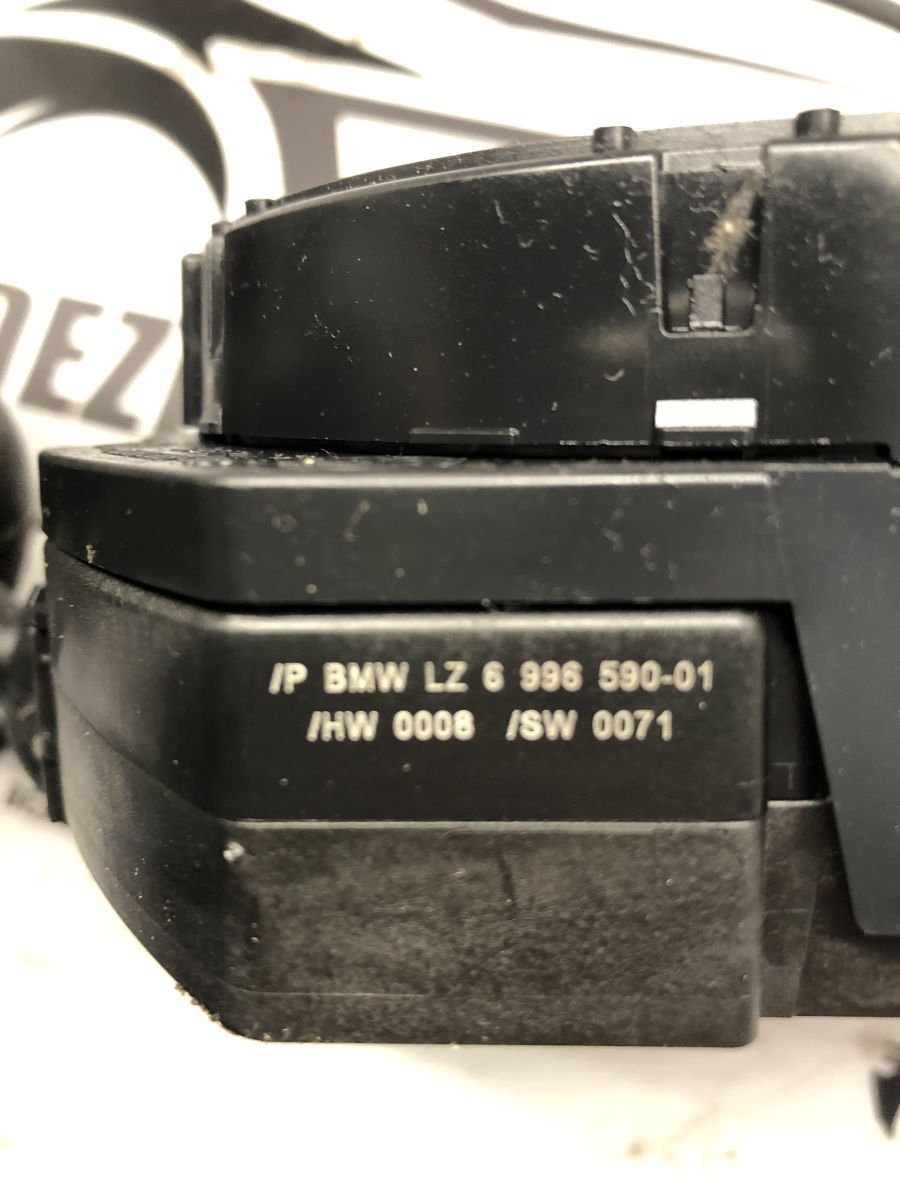 /P BMW LZ 6 996 590-01
/HW 0008 /SW 0071